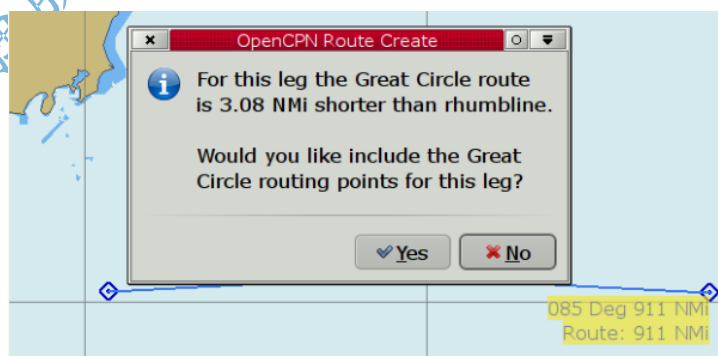 OpenCPN Route Create
For this leg the Great Circle route
is 3.08 NMi shorter than rhumbline.
Would you like include the Great
Circle routing points for this leg?
Yes
No
085 Deg 911 NMi
Route: 911 NMi